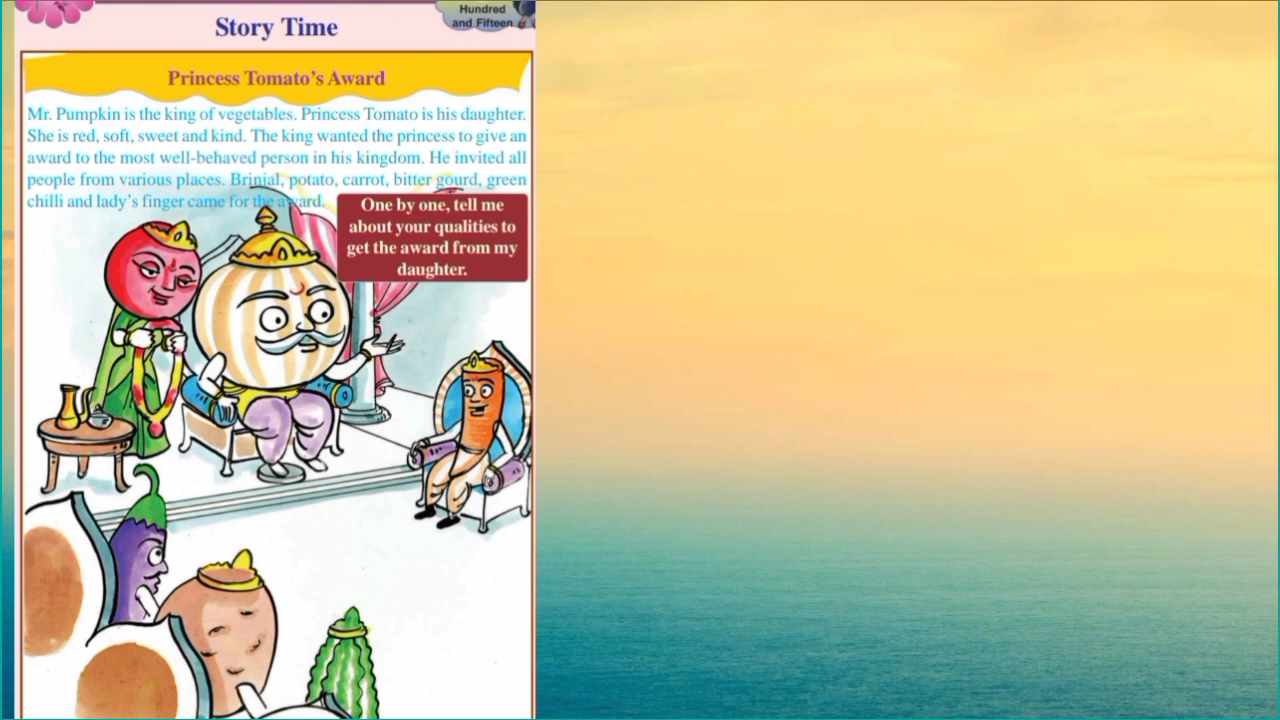 Hundred
and Fifteen
Story Time
Princess Tomato's Award
Mr. Pumpkin is the king of vegetables. Princess Tomato is his daughter.
She is red, soft, sweet and kind. The king wanted the princess to give an
award to the most well-behaved person in his kingdom. He invited all
people from various places. Brinjal, potato, carrot, bitter gourd, green
chilli and lady's finger came for the award.
One by one, tell me
about your qualities to
get the award from my
daughter.